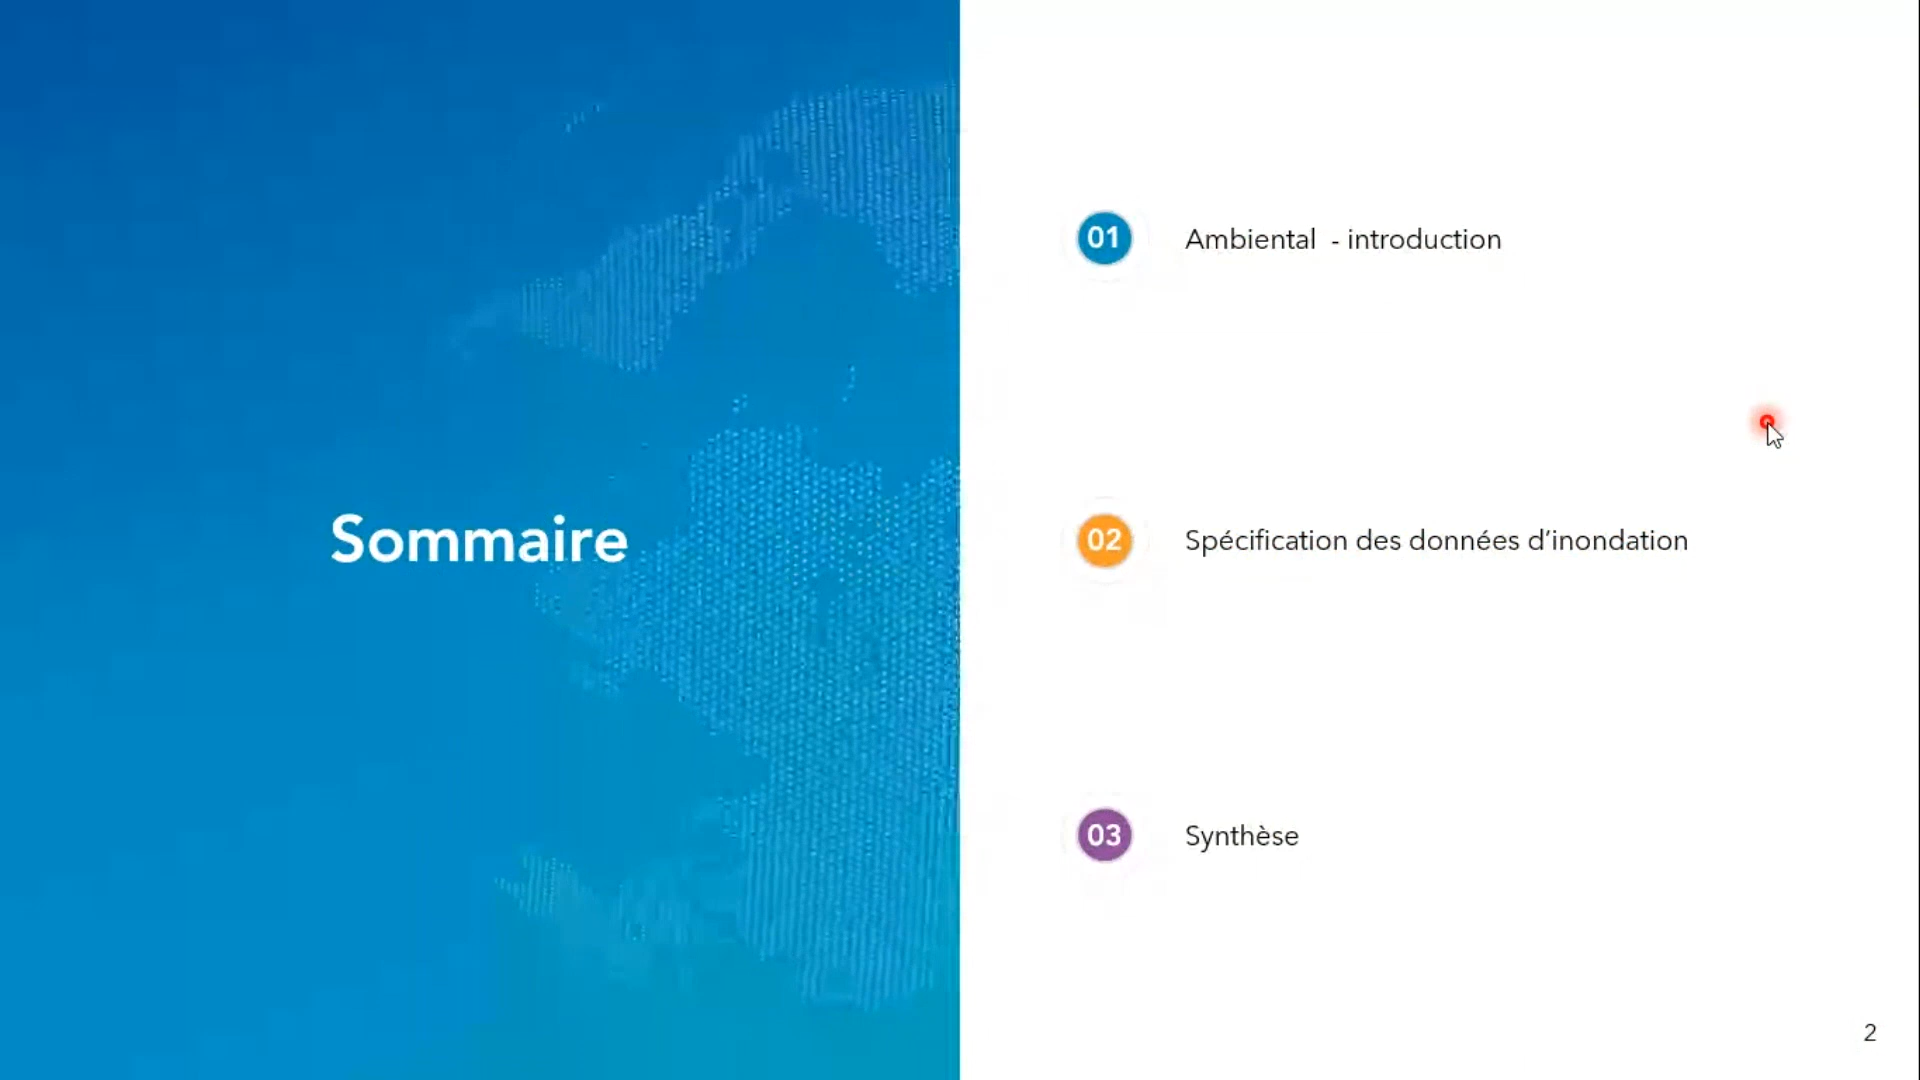 Sommaire
01 Ambiental - introduction
02 Spécification des données d’inondation
03 Synthèse
2